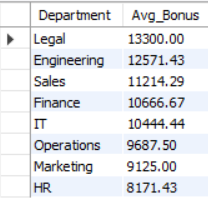 Department Avg_Bonus
Legal 13300.00
Engineering 12571.43
Sales 11214.29
Finance 10666.67
IT 10444.44
Operations 9687.50
Marketing 9125.00
HR 8171.43